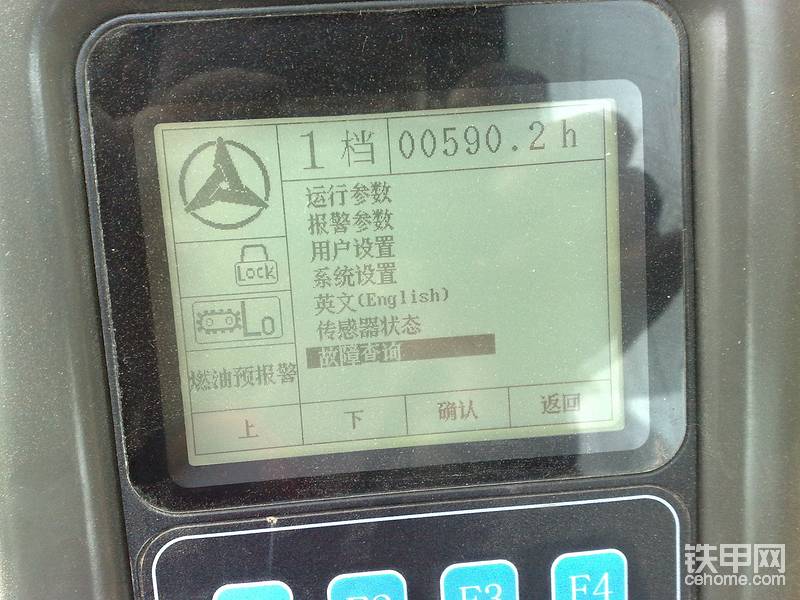 1 档 00590.2 h
运行参数
报警参数
用户设置
系统设置
英文(English)
传感器状态
故障查询
Lock
Lo
燃油预报警
上 下 确认 返回
F2 F3 F4
铁甲网
cehome.com